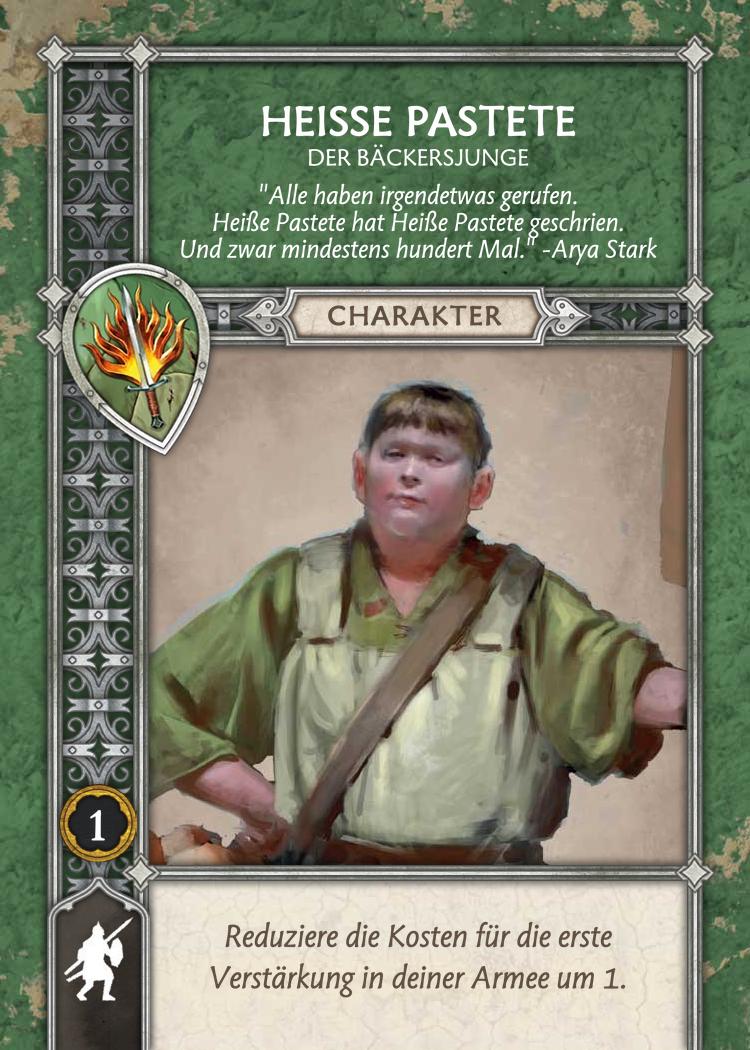 HEISSE PASTETE
DER BÄCKERSJUNGE
"Alle haben irgendetwas gerufen.
Heiße Pastete hat Heiße Pastete geschrien.
Und zwar mindestens hundert Mal." -Arya Stark
CHARAKTER
1
Reduziere die Kosten für die erste
Verstärkung in deiner Armee um 1.